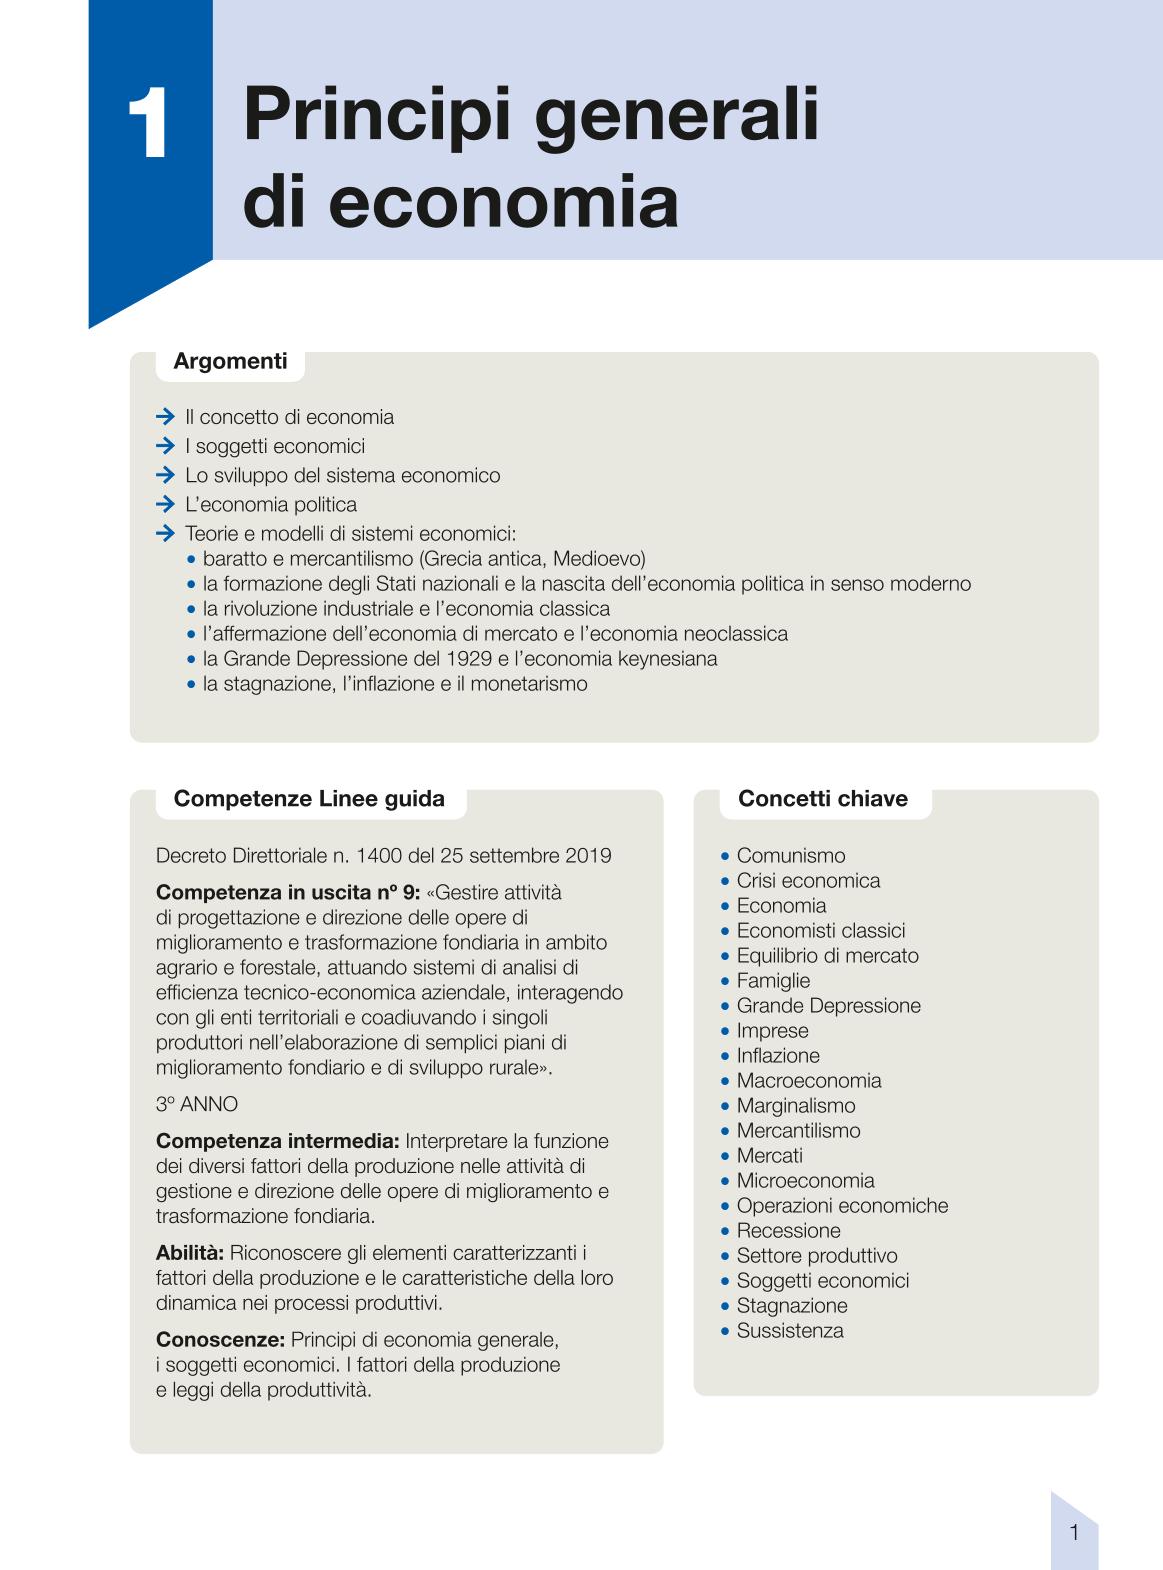 1
Principi generali
di economia
Argomenti
→ Il concetto di economia
→ I soggetti economici
→ Lo sviluppo del sistema economico
→ L’economia politica
→ Teorie e modelli di sistemi economici:
• baratto e mercantilismo (Grecia antica, Medioevo)
• la formazione degli Stati nazionali e la nascita dell’economia politica in senso moderno
• la rivoluzione industriale e l’economia classica
• l’affermazione dell’economia di mercato e l’economia neoclassica
• la Grande Depressione del 1929 e l’economia keynesiana
• la stagnazione, l’inflazione e il monetarismo
Competenze Linee guida
Decreto Direttoriale n. 1400 del 25 settembre 2019
Competenza in uscita nº 9: «Gestire attività
di progettazione e direzione delle opere di
miglioramento e trasformazione fondiaria in ambito
agrario e forestale, attuando sistemi di analisi di
efficienza tecnico-economica aziendale, interagendo
con gli enti territoriali e coadiuvando i singoli
produttori nell’elaborazione di semplici piani di
miglioramento fondiario e di sviluppo rurale».
3º ANNO
Competenza intermedia: Interpretare la funzione
dei diversi fattori della produzione nelle attività di
gestione e direzione delle opere di miglioramento e
trasformazione fondiaria.
Abilità: Riconoscere gli elementi caratterizzanti i
fattori della produzione e le caratteristiche della loro
dinamica nei processi produttivi.
Conoscenze: Principi di economia generale,
i soggetti economici. I fattori della produzione
e leggi della produttività.
Concetti chiave
• Comunismo
• Crisi economica
• Economia
• Economisti classici
• Equilibrio di mercato
• Famiglie
• Grande Depressione
• Imprese
• Inflazione
• Macroeconomia
• Marginalismo
• Mercantilismo
• Mercati
• Microeconomia
• Operazioni economiche
• Recessione
• Settore produttivo
• Soggetti economici
• Stagnazione
• Sussistenza
1